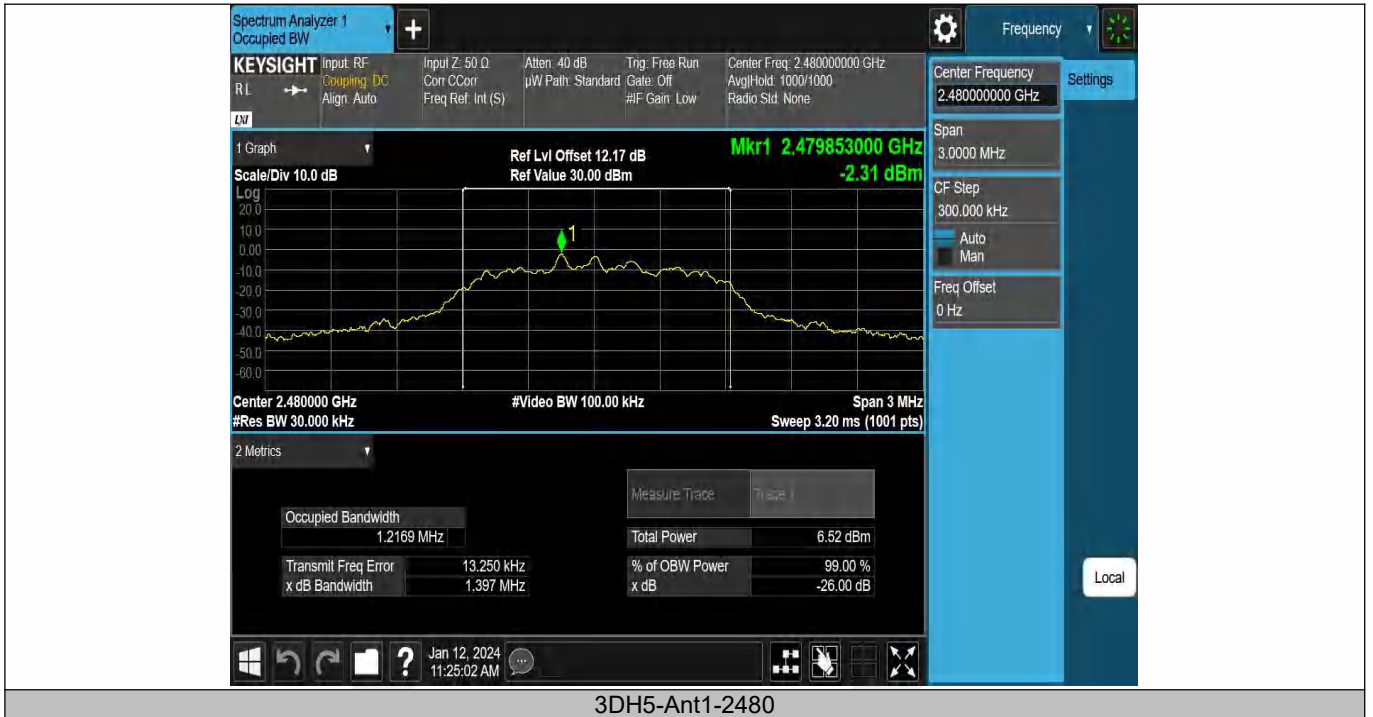 Spectrum Analyzer 1
Occupied BW
+
Frequency
KEYSIGHT
R L
LXI
Input: RF
Coupling: DC
Align: Auto
Input Z: 50 Ω
Corr CCorr
Freq Ref: Int (S)
Atten: 40 dB
µW Path: Standard
Trig: Free Run
Gate: Off
#IF Gain: Low
Center Freq: 2.480000000 GHz
Avg|Hold: 1000/1000
Radio Std: None
Center Frequency
2.480000000 GHz
Settings
Span
3.0000 MHz
CF Step
300.000 kHz
Auto
Man
Freq Offset
0 Hz
Local
1 Graph
Scale/Div 10.0 dB
Ref Lvl Offset 12.17 dB
Ref Value 30.00 dBm
Mkr1 2.479853000 GHz
-2.31 dBm
Log
20.0
10.0
0.00
-10.0
-20.0
-30.0
-40.0
-50.0
-60.0
1
Center 2.480000 GHz
#Res BW 30.000 kHz
#Video BW 100.00 kHz
Span 3 MHz
Sweep 3.20 ms (1001 pts)
2 Metrics
Measure Trace
Trace 1
Occupied Bandwidth
1.2169 MHz
Total Power
6.52 dBm
Transmit Freq Error
13.250 kHz
% of OBW Power
99.00 %
x dB Bandwidth
1.397 MHz
x dB
-26.00 dB
?
Jan 12, 2024
11:25:02 AM
3DH5-Ant1-2480